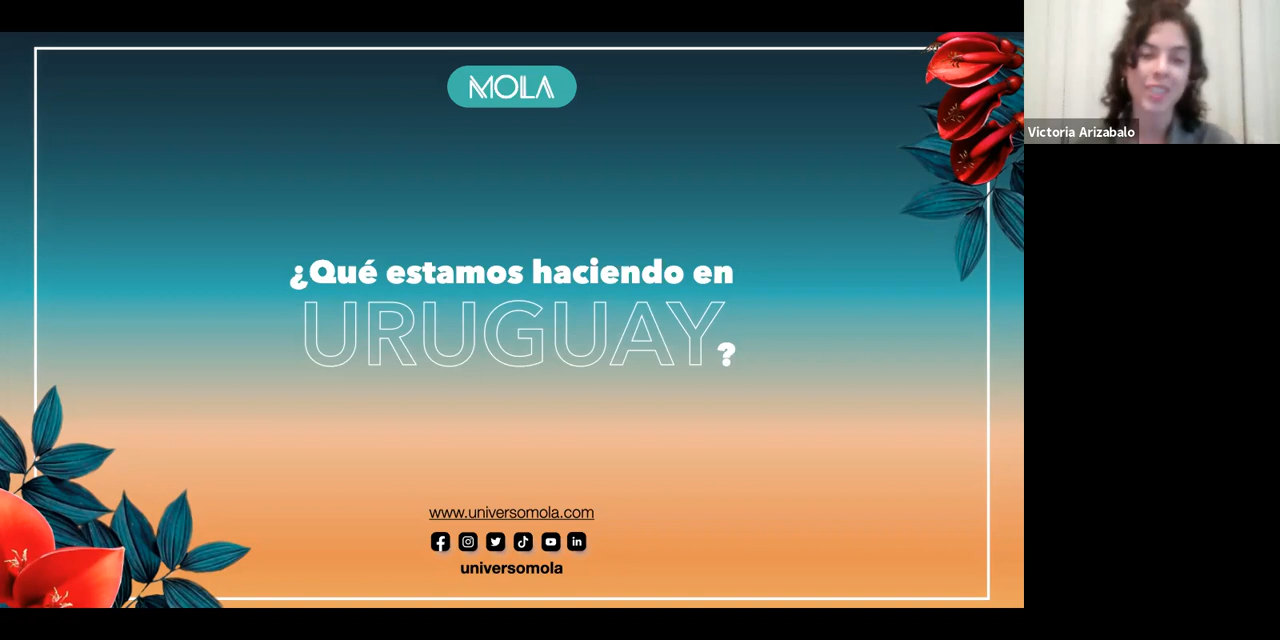 MOLA
¿Qué estamos haciendo en
URUGUAY?
www.universomola.com
universomola
Victoria Arizabalo